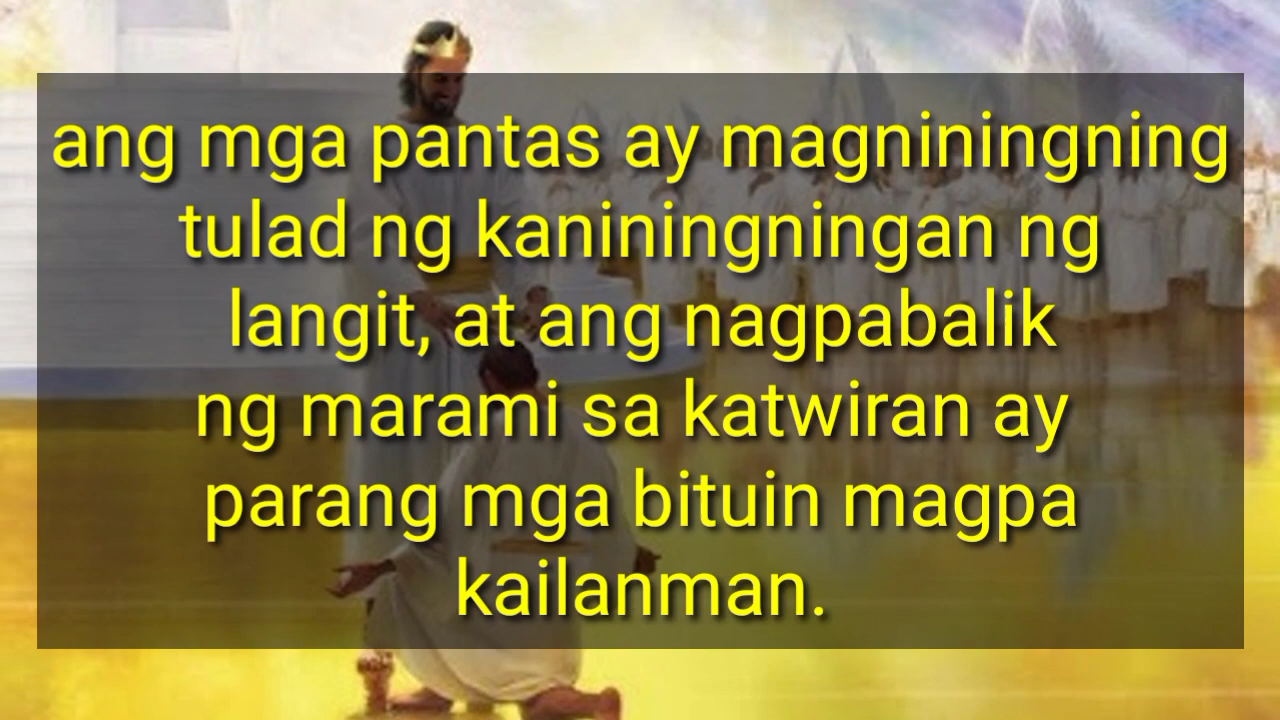 ang mga pantas ay magniningning
tulad ng kaniningningan ng
langit, at ang nagpabalik
ng marami sa katwiran ay
parang mga bituin magpa
kailanman.